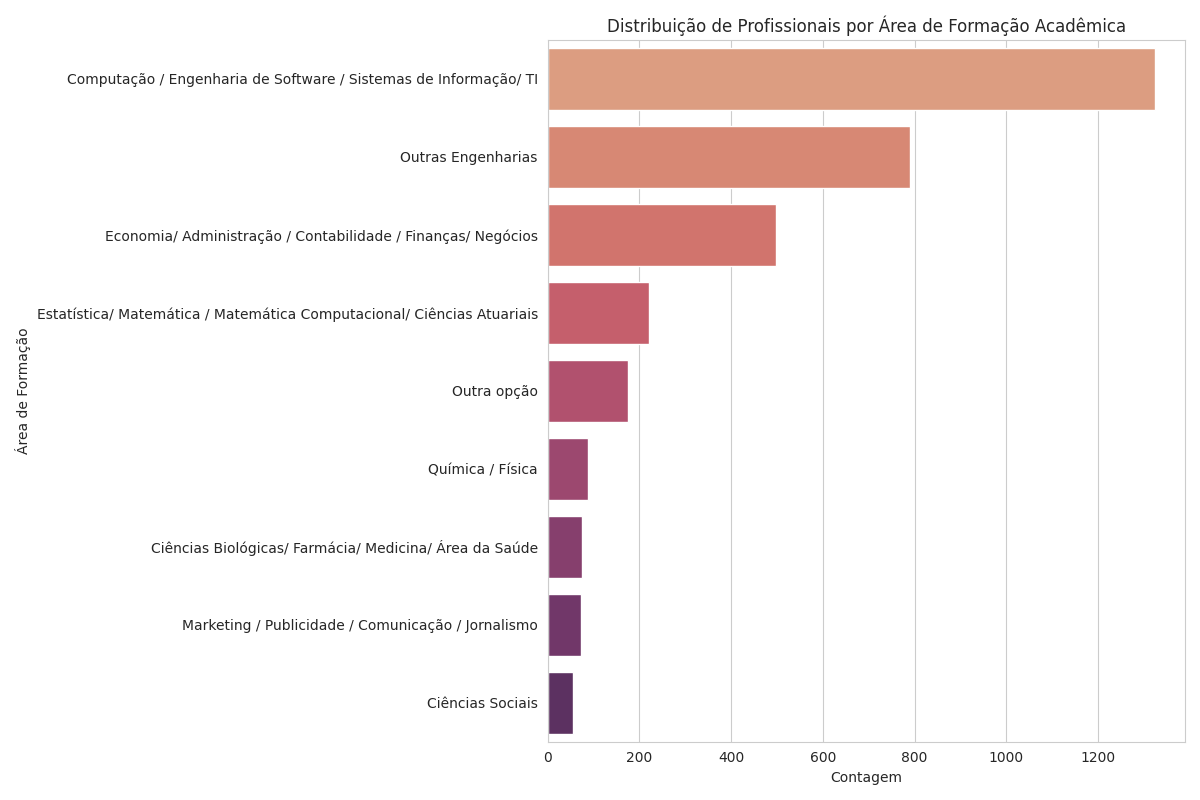 Distribuição de Profissionais por Área de Formação Acadêmica
Área de Formação
Computação / Engenharia de Software / Sistemas de Informação/ TI
Outras Engenharias
Economia/ Administração / Contabilidade / Finanças/ Negócios
Estatística/ Matemática / Matemática Computacional/ Ciências Atuariais
Outra opção
Química / Física
Ciências Biológicas/ Farmácia/ Medicina/ Área da Saúde
Marketing / Publicidade / Comunicação / Jornalismo
Ciências Sociais
0 200 400 600 800 1000 1200
Contagem